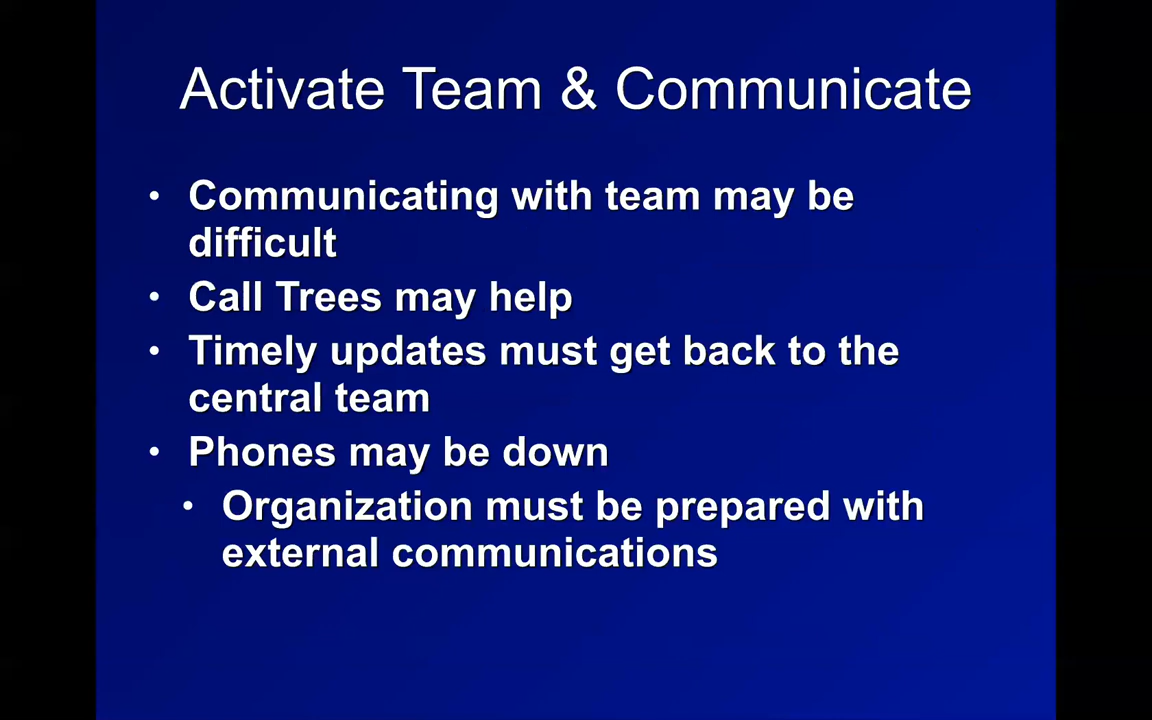 Activate Team & Communicate
• Communicating with team may be
difficult
• Call Trees may help
• Timely updates must get back to the
central team
• Phones may be down
• Organization must be prepared with
external communications